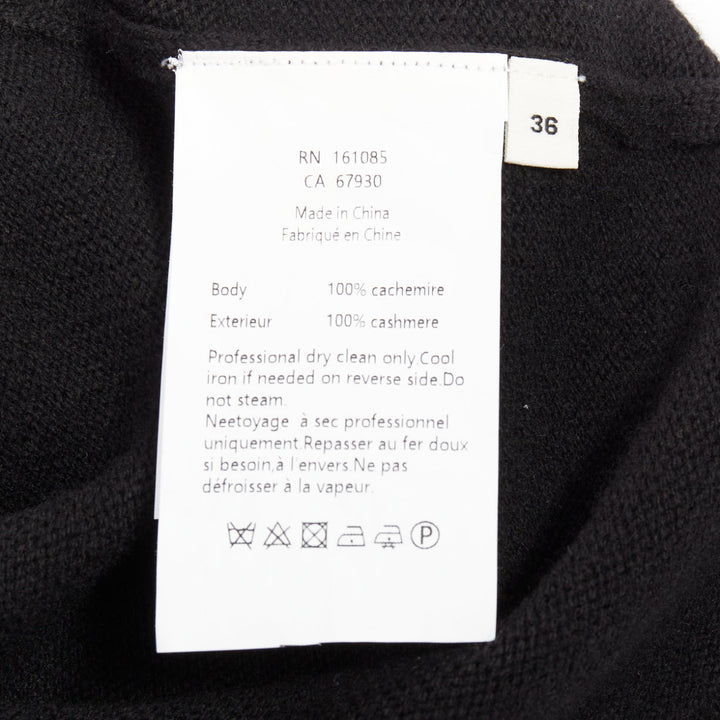 36
RN 161085
CA 67930
Made in China
Fabriqué en Chine
Body 100% cachemire
Exterieur 100% cashmere
Professional dry clean only.Cool
iron if needed on reverse side.Do
not steam.
Neetoyage à sec professionnel
uniquement.Repasser au fer doux
si besoin,à l'envers.Ne pas
défroisser à la vapeur.
P